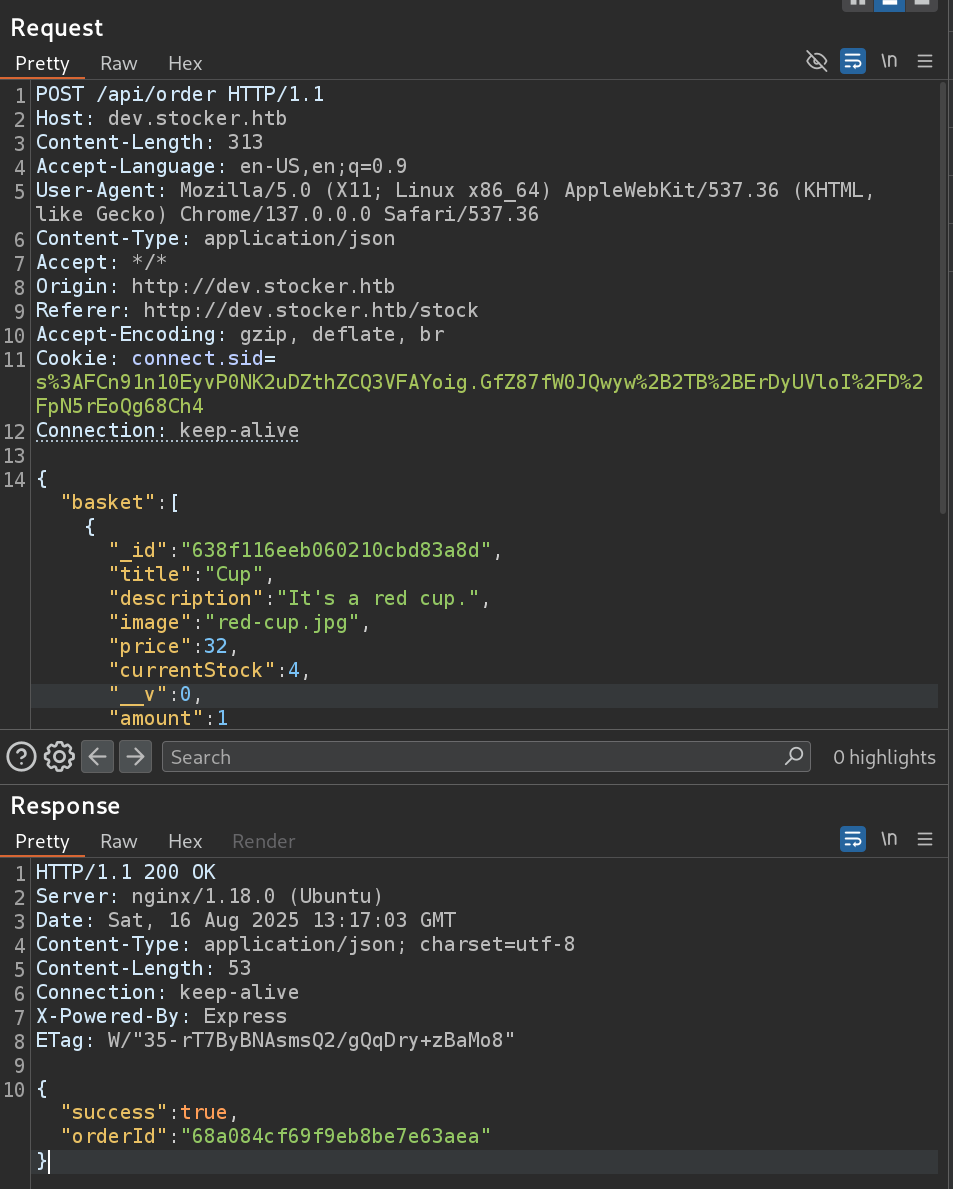 Request
Pretty Raw Hex \n
1 POST /api/order HTTP/1.1
2 Host: dev.stocker.htb
3 Content-Length: 313
4 Accept-Language: en-US,en;q=0.9
5 User-Agent: Mozilla/5.0 (X11; Linux x86_64) AppleWebKit/537.36 (KHTML,
like Gecko) Chrome/137.0.0.0 Safari/537.36
6 Content-Type: application/json
7 Accept: */*
8 Origin: http://dev.stocker.htb
9 Referer: http://dev.stocker.htb/stock
10 Accept-Encoding: gzip, deflate, br
11 Cookie: connect.sid=
s%3AFCn91n10EyvP0NK2uDZthZCQ3VFAYoig.GfZ87fW0JQwyw%2B2TB%2BErDyUVloI%2FD%2
FpN5rEoQg68Ch4
12 Connection: keep-alive
13
14 {
"basket":[
{
"_id":"638f116eeb060210cbd83a8d",
"title":"Cup",
"description":"It's a red cup.",
"image":"red-cup.jpg",
"price":32,
"currentStock":4,
"__v":0,
"amount":1
? Search 0 highlights
Response
Pretty Raw Hex Render \n
1 HTTP/1.1 200 OK
2 Server: nginx/1.18.0 (Ubuntu)
3 Date: Sat, 16 Aug 2025 13:17:03 GMT
4 Content-Type: application/json; charset=utf-8
5 Content-Length: 53
6 Connection: keep-alive
7 X-Powered-By: Express
8 ETag: W/"35-rT7ByBNAsmsQ2/gQqDry+zBaMo8"
9
10 {
"success":true,
"orderId":"68a084cf69f9eb8be7e63aea"
}